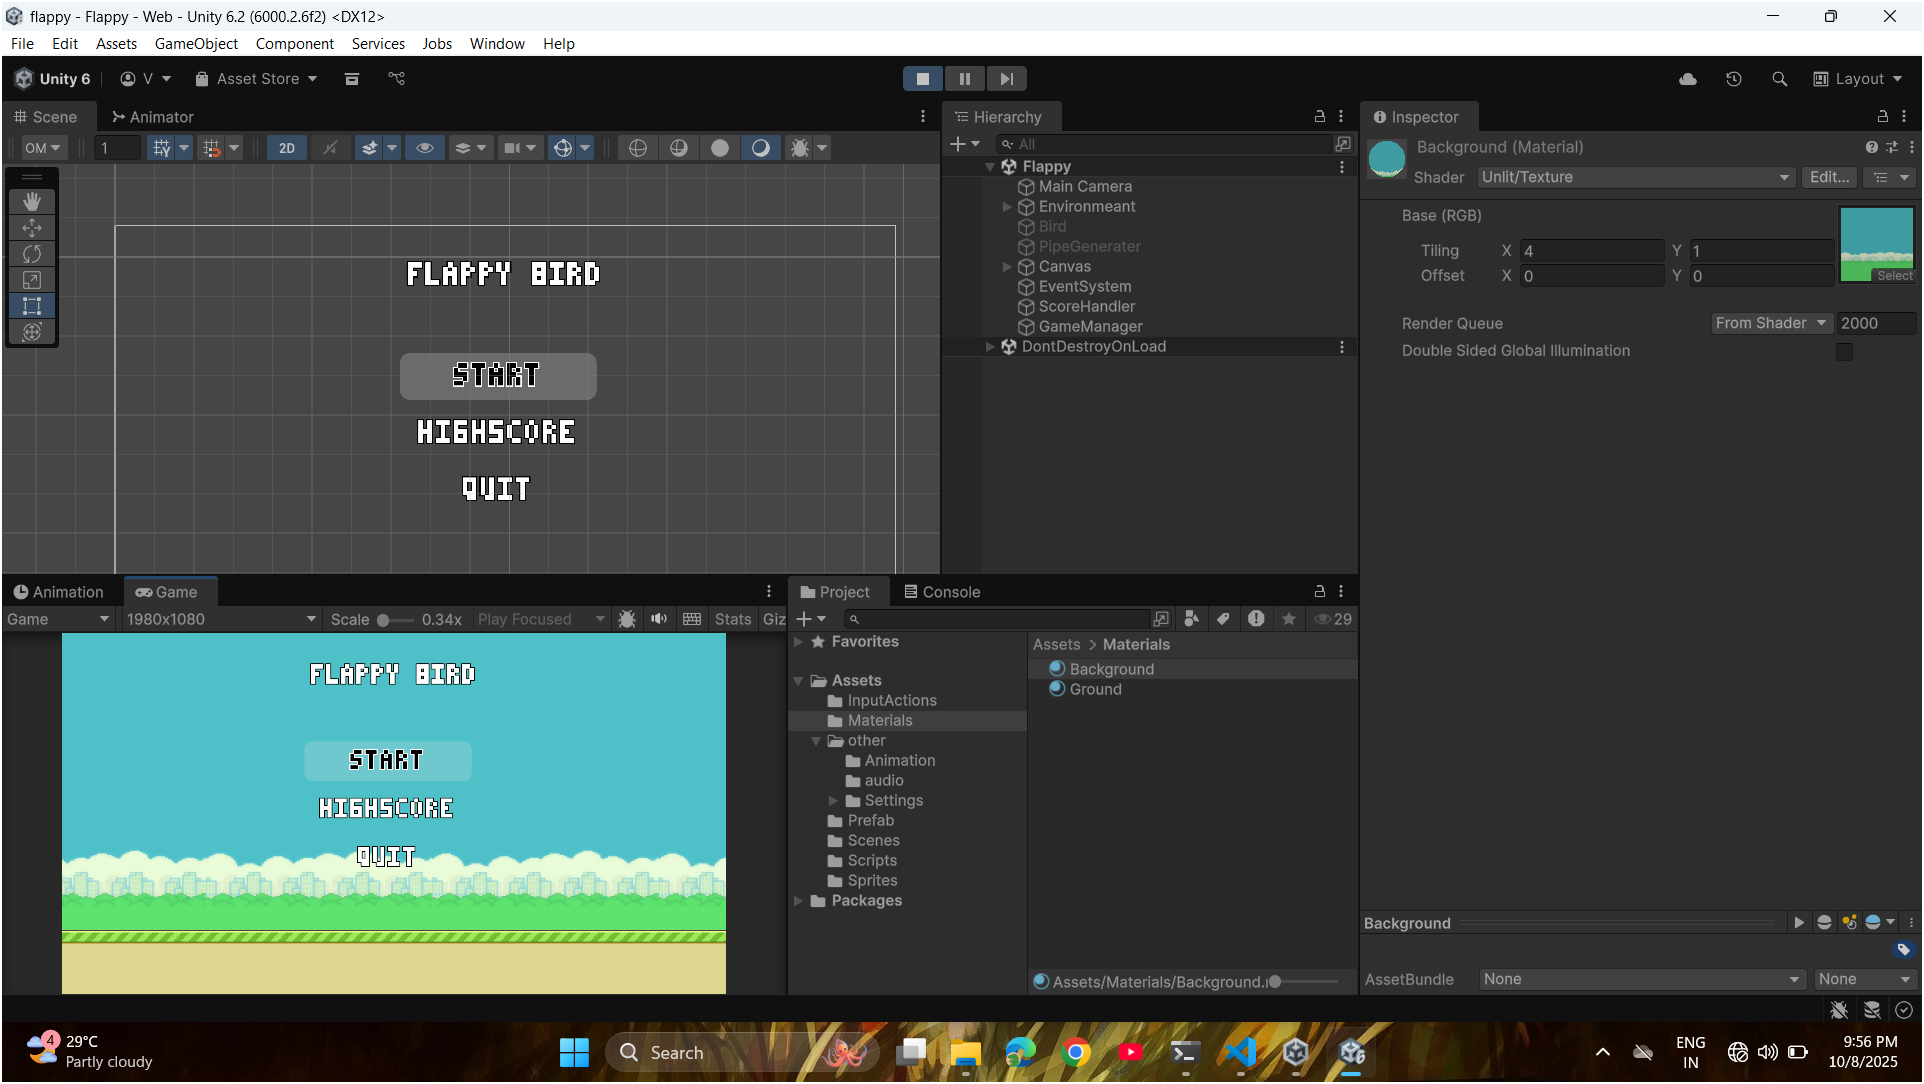 flappy - Flappy - Web - Unity 6.2 (6000.2.6f2) <DX12>
File Edit Assets GameObject Component Services Jobs Window Help
Unity 6 V Asset Store Layout
Scene Animator
OM 1 2D
FLAPPY BIRD
START
HIGHSCORE
QUIT
Hierarchy
All
Flappy
Main Camera
Environmeant
Bird
PipeGenerater
Canvas
EventSystem
ScoreHandler
GameManager
DontDestroyOnLoad
Inspector
Background (Material)
Shader Unlit/Texture Edit...
Base (RGB)
Tiling X 4 Y 1
Offset X 0 Y 0
Select
Render Queue From Shader 2000
Double Sided Global Illumination
Background
AssetBundle None None
Animation Game
Game 1980x1080 Scale 0.34x Play Focused Stats Giz
FLAPPY BIRD
START
HIGHSCORE
QUIT
Project Console
29
Favorites
Assets
InputActions
Materials
other
Animation
audio
Settings
Prefab
Scenes
Scripts
Sprites
Packages
Assets > Materials
Background
Ground
Assets/Materials/Background.
4
29°C
Partly cloudy
Search
6
ENG
IN
9:56 PM
10/8/2025